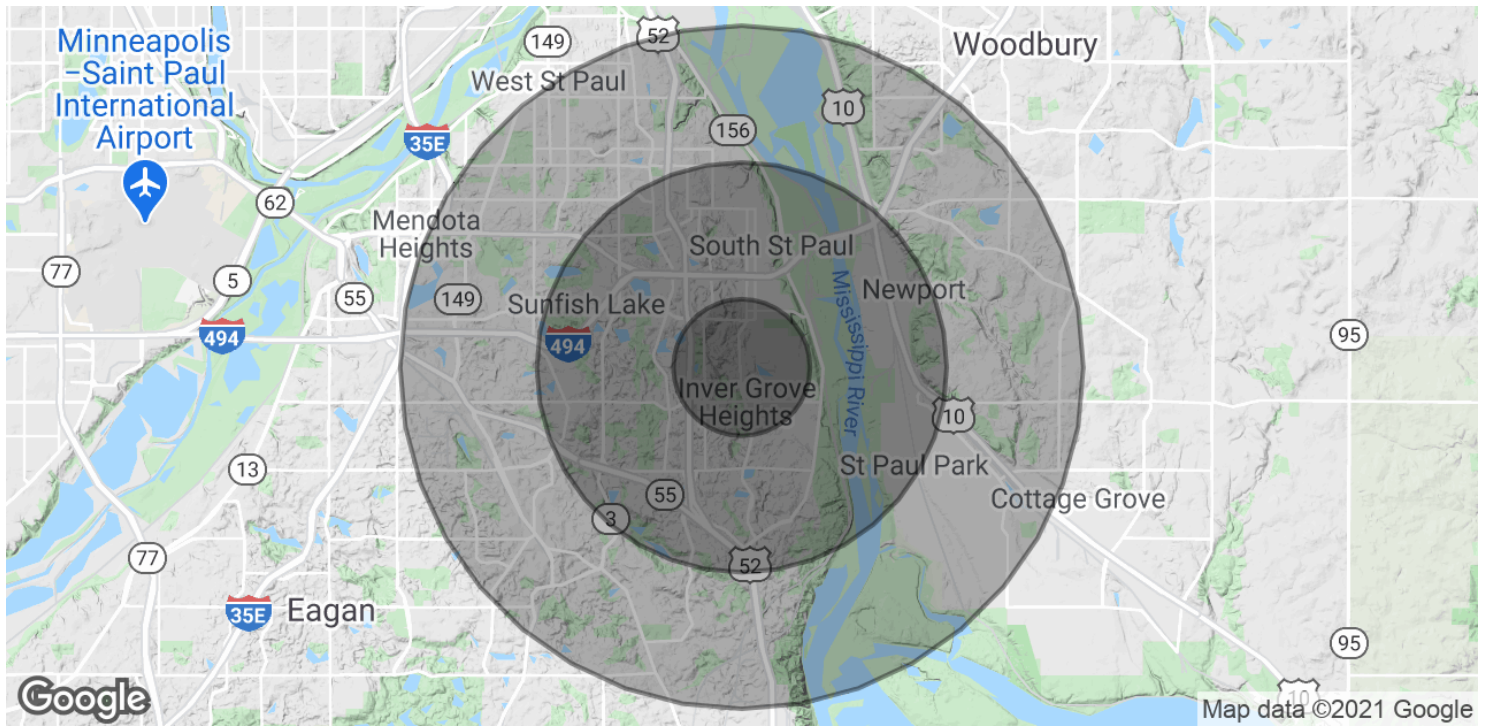 52
149
Woodbury
Minneapolis
–Saint Paul
International
Airport
West St Paul
10
156
35E
62
Mendota
Heights
South St Paul
77
5
55
149
Sunfish Lake
Newport
Mississippi River
494
494
95
Inver Grove
Heights
10
13
St Paul Park
55
Cottage Grove
3
77
52
35E
Eagan
95
Google
10
Map data ©2021 Google